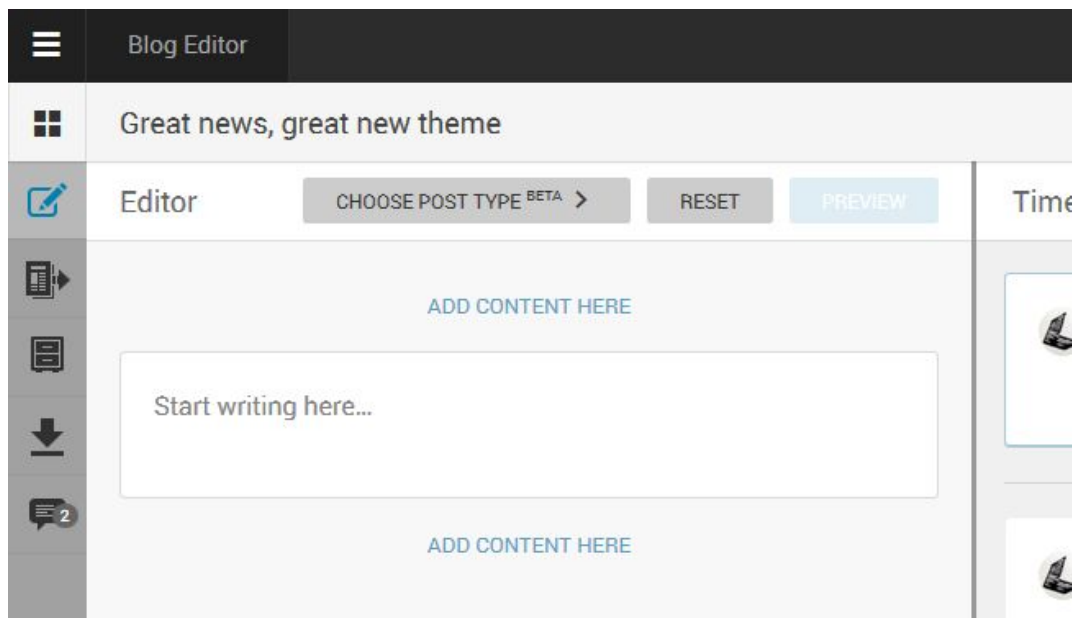 Blog Editor
Great news, great new theme
Editor
CHOOSE POST TYPE BETA >
RESET
PREVIEW
ADD CONTENT HERE
Start writing here...
ADD CONTENT HERE
2
Time